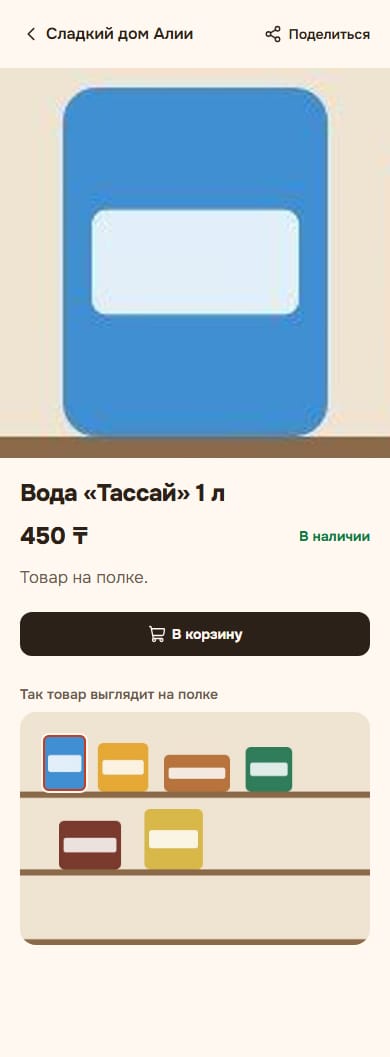 Сладкий дом Алии
Поделиться
Вода «Тассай» 1 л
450 ₸
В наличии
Товар на полке.
В корзину
Так товар выглядит на полке